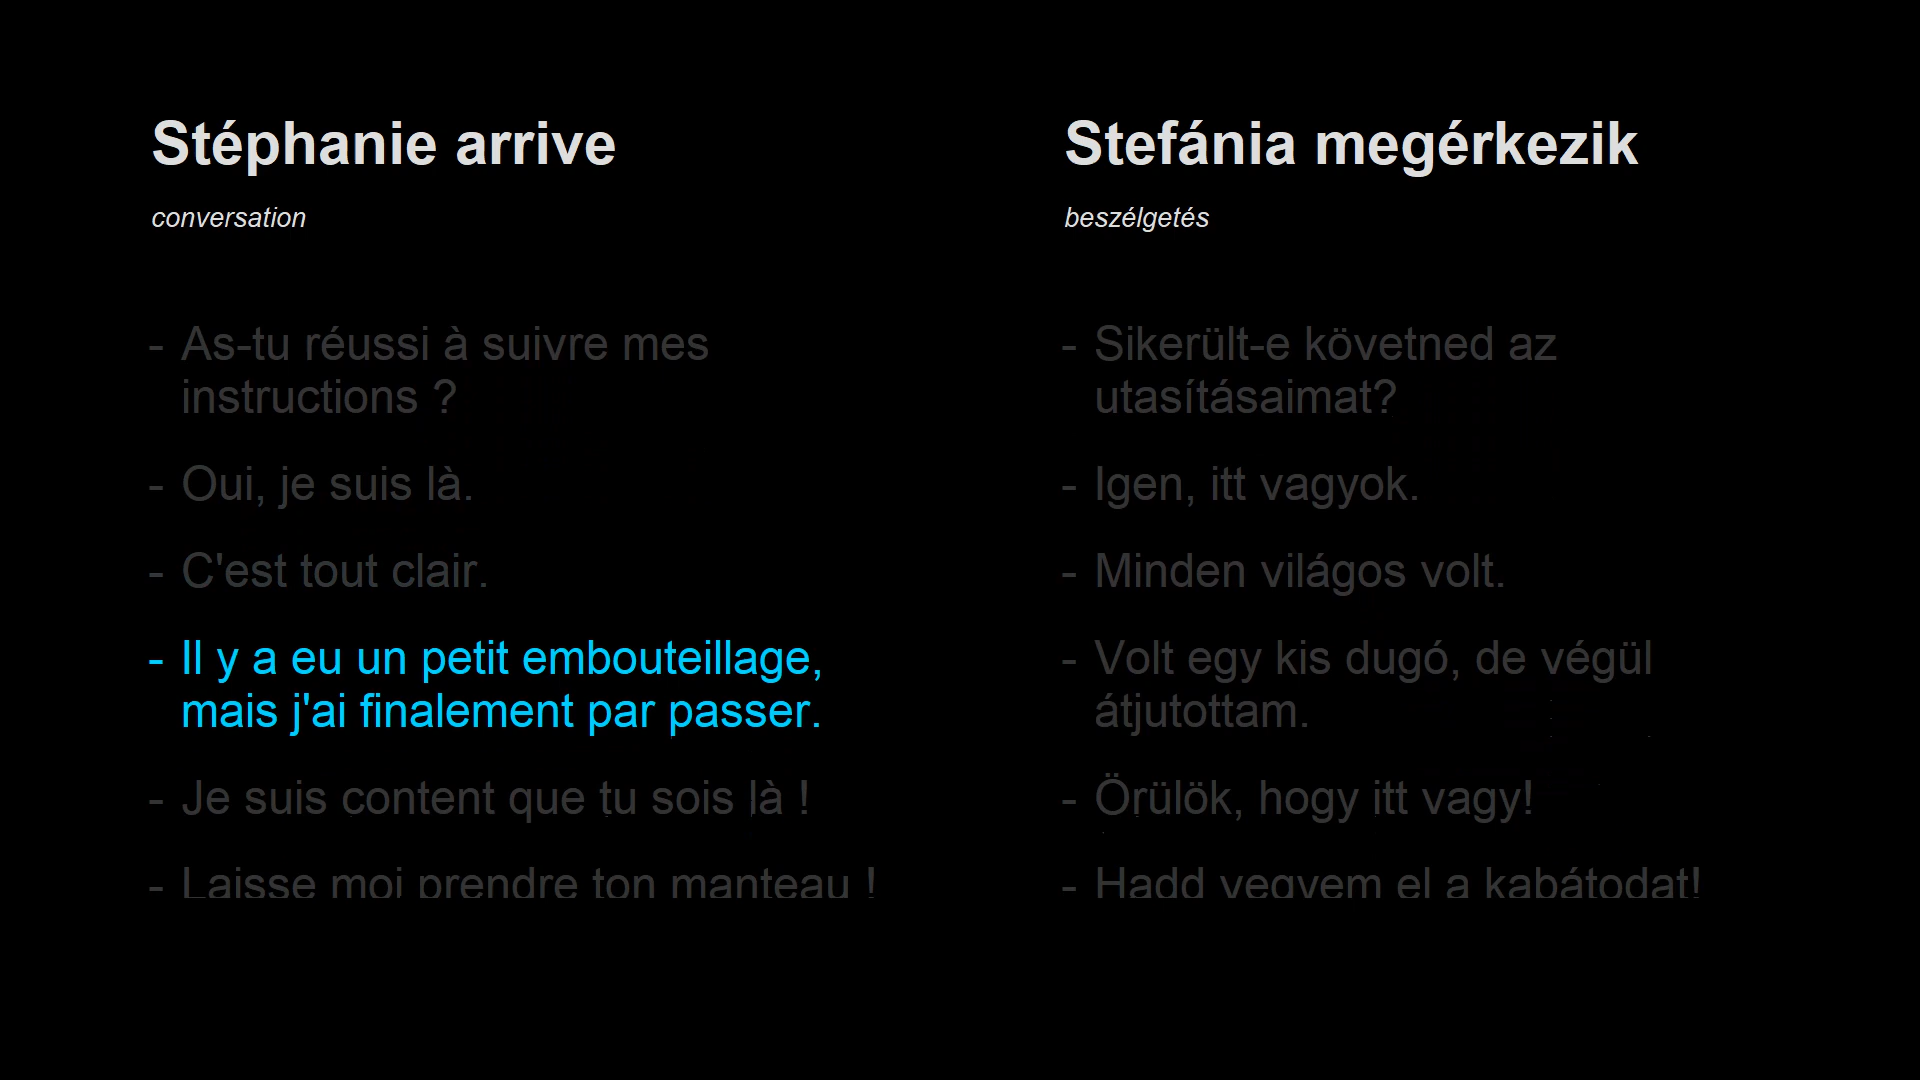 Stéphanie arrive
conversation
- As-tu réussi à suivre mes
instructions ?
- Oui, je suis là.
- C'est tout clair.
- Il y a eu un petit embouteillage,
mais j'ai finalement par passer.
- Je suis content que tu sois là !
- Laisse moi prendre ton manteau !
Stefánia megérkezik
beszélgetés
- Sikerült-e követned az
utasításaimat?
- Igen, itt vagyok.
- Minden világos volt.
- Volt egy kis dugó, de végül
átjutottam.
- Örülök, hogy itt vagy!
- Hadd vegyem el a kabátodat!